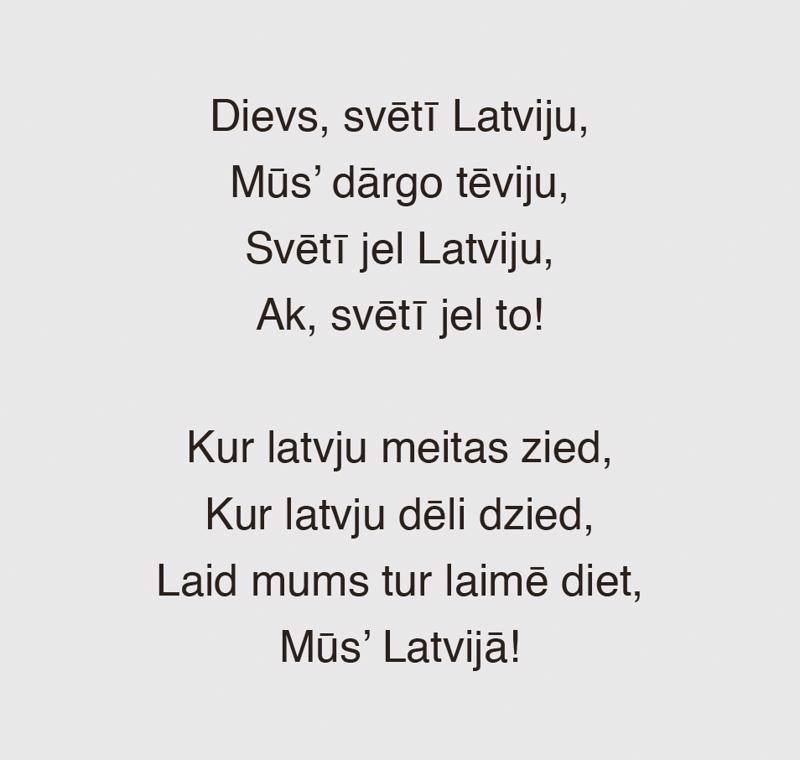 Dievs, svētī Latviju,
Mūs’ dārgo tēviju,
Svētī jel Latviju,
Ak, svētī jel to!
Kur latvju meitas zied,
Kur latvju dēli dzied,
Laid mums tur laimē diet,
Mūs’ Latvijā!